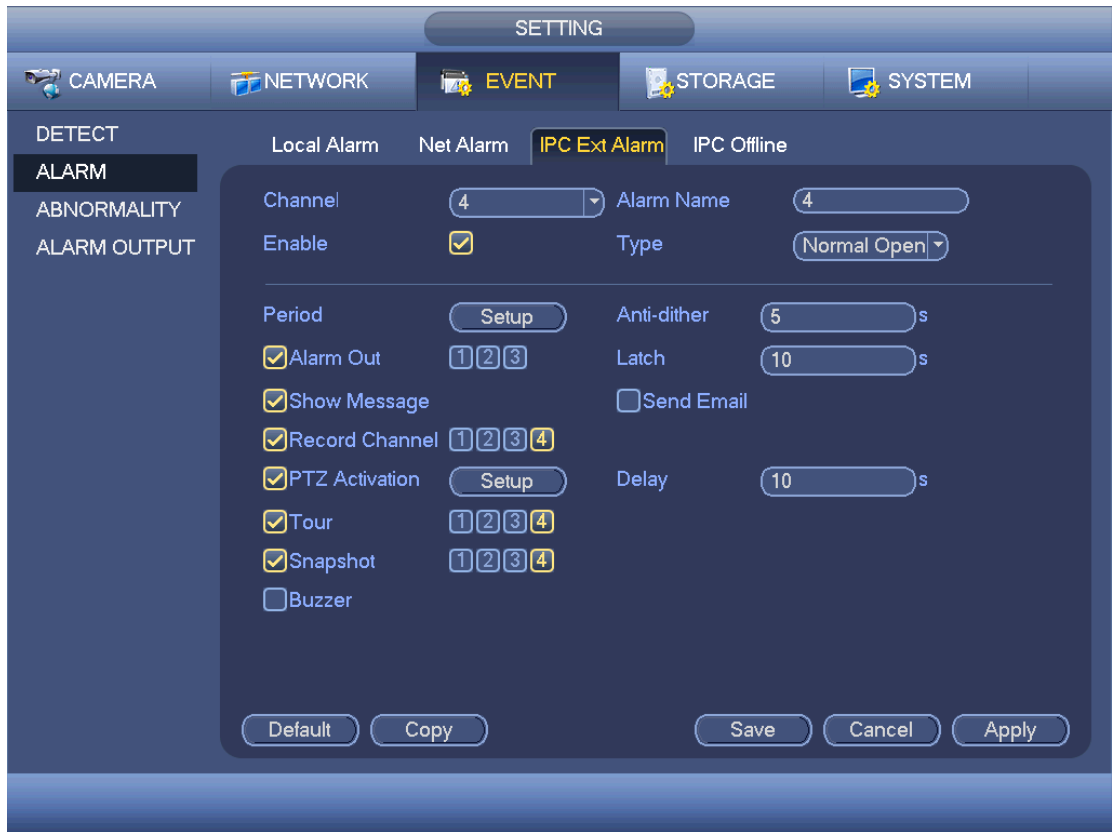 SETTING
CAMERA NETWORK EVENT STORAGE SYSTEM
DETECT
ALARM
ABNORMALITY
ALARM OUTPUT
Local Alarm Net Alarm IPC Ext Alarm IPC Offline
Channel 4 Alarm Name 4
Enable Type Normal Open
Period Setup Anti-dither 5 s
Alarm Out 1 2 3 Latch 10 s
Show Message Send Email
Record Channel 1 2 3 4
PTZ Activation Setup Delay 10 s
Tour 1 2 3 4
Snapshot 1 2 3 4
Buzzer
Default Copy Save Cancel Apply